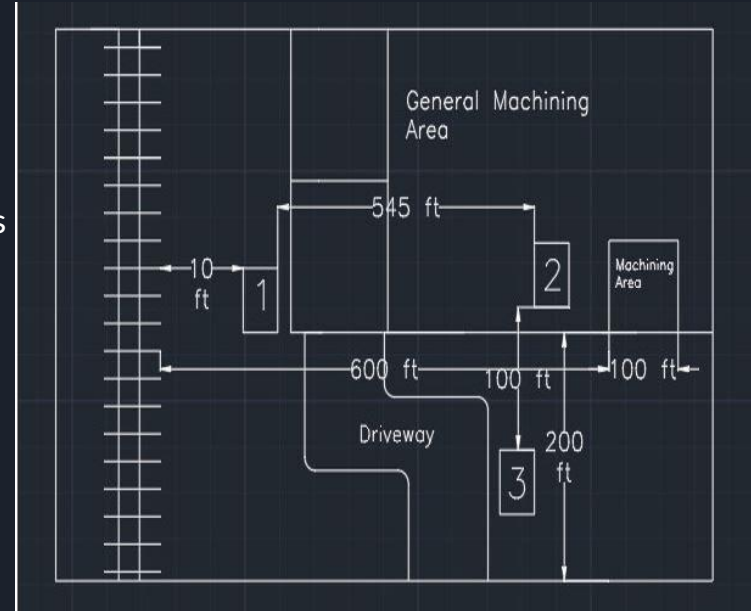 General Machining
Area
545 ft
s
10
ft
1
2
Machining
Area
600 ft
100 ft
100 ft
Driveway
200
ft
3